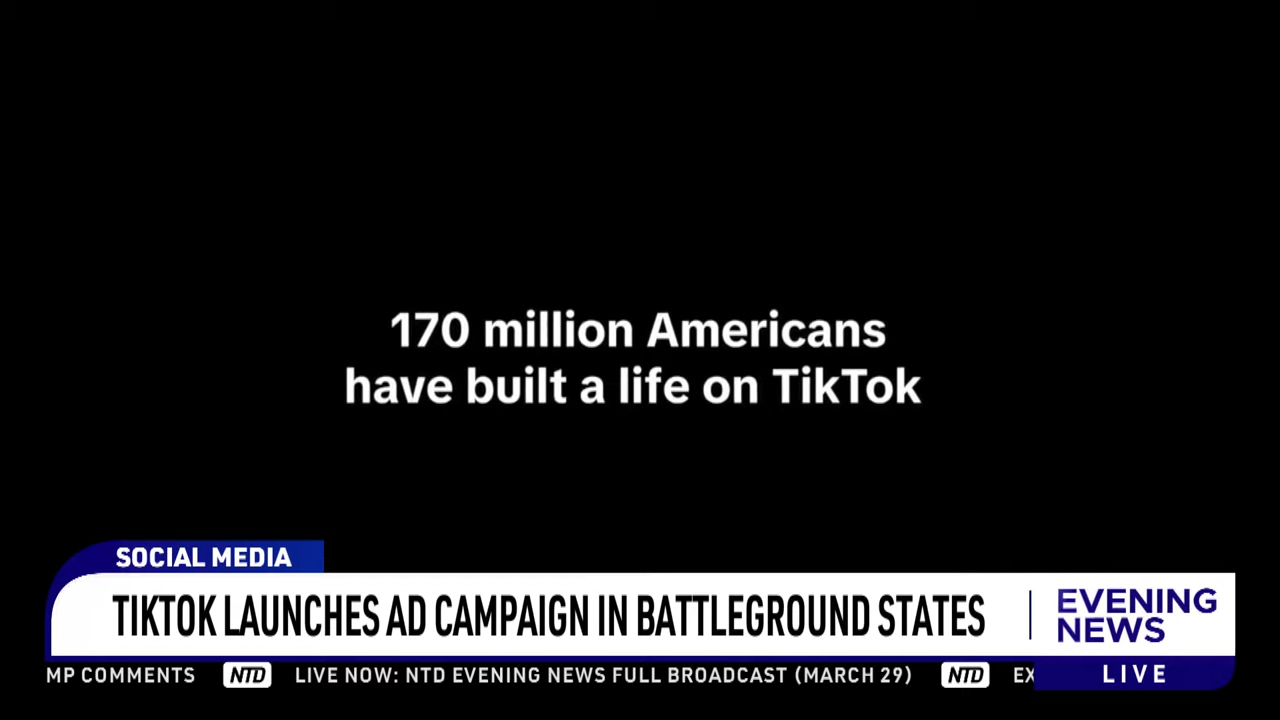 170 million Americans
have built a life on TikTok
SOCIAL MEDIA
TIKTOK LAUNCHES AD CAMPAIGN IN BATTLEGROUND STATES
EVENING
NEWS
MP COMMENTS NTD LIVE NOW: NTD EVENING NEWS FULL BROADCAST (MARCH 29) NTD EX
LIVE